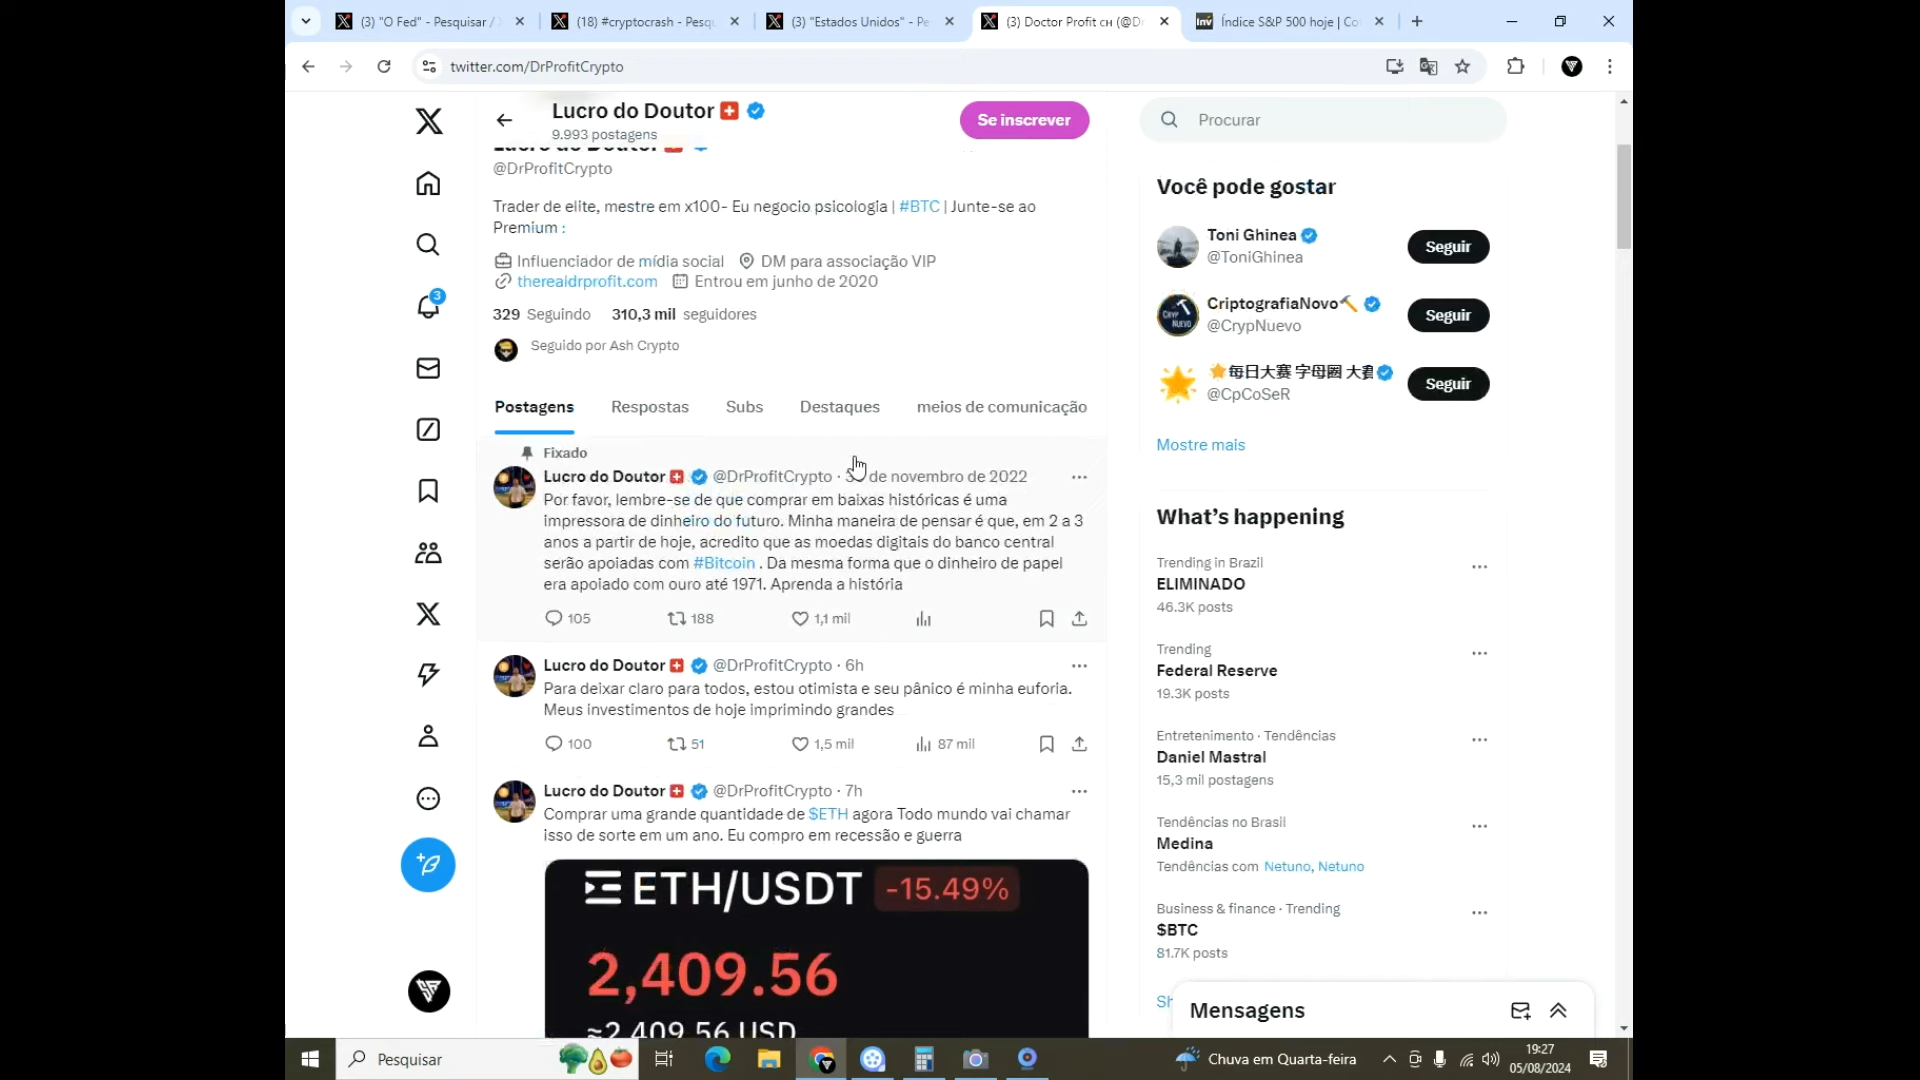 (3) "O Fed" - Pesquisar /
(18) #cryptocrash - Pesqu
(3) "Estados Unidos" - Pe
(3) Doctor Profit CH (@Dr
Índice S&P 500 hoje | Co
twitter.com/DrProfitCrypto
Lucro do Doutor
9.993 postagens
Se inscrever
Procurar
@DrProfitCrypto
Trader de elite, mestre em x100- Eu negocio psicologia | #BTC | Junte-se ao
Premium :
Influenciador de mídia social
DM para associação VIP
therealdrprofit.com
Entrou em junho de 2020
329 Seguindo 310,3 mil seguidores
Seguido por Ash Crypto
Postagens Respostas Subs Destaques meios de comunicação
Fixado
Lucro do Doutor @DrProfitCrypto · de novembro de 2022
Por favor, lembre-se de que comprar em baixas históricas é uma
impressora de dinheiro do futuro. Minha maneira de pensar é que, em 2 a 3
anos a partir de hoje, acredito que as moedas digitais do banco central
serão apoiadas com #Bitcoin . Da mesma forma que o dinheiro de papel
era apoiado com ouro até 1971. Aprenda a história
105 188 1,1 mil
Lucro do Doutor @DrProfitCrypto · 6h
Para deixar claro para todos, estou otimista e seu pânico é minha euforia.
Meus investimentos de hoje imprimindo grandes
100 51 1,5 mil 87 mil
Lucro do Doutor @DrProfitCrypto · 7h
Comprar uma grande quantidade de $ETH agora Todo mundo vai chamar
isso de sorte em um ano. Eu compro em recessão e guerra
ETH/USDT -15.49%
2,409.56
≈2,409.56 USD
Você pode gostar
Toni Ghinea
@ToniGhinea
Seguir
CriptografiaNovo
@CrypNuevo
Seguir
每日大赛 字母圈 大
@CpCoSeR
Seguir
Mostre mais
What's happening
Trending in Brazil
ELIMINADO
46.3K posts
Trending
Federal Reserve
19.3K posts
Entretenimento · Tendências
Daniel Mastral
15,3 mil postagens
Tendências no Brasil
Medina
Tendências com Netuno, Netuno
Business & finance · Trending
$BTC
81.7K posts
Sh
Mensagens
3
Pesquisar
Chuva em Quarta-feira
19:27
05/08/2024